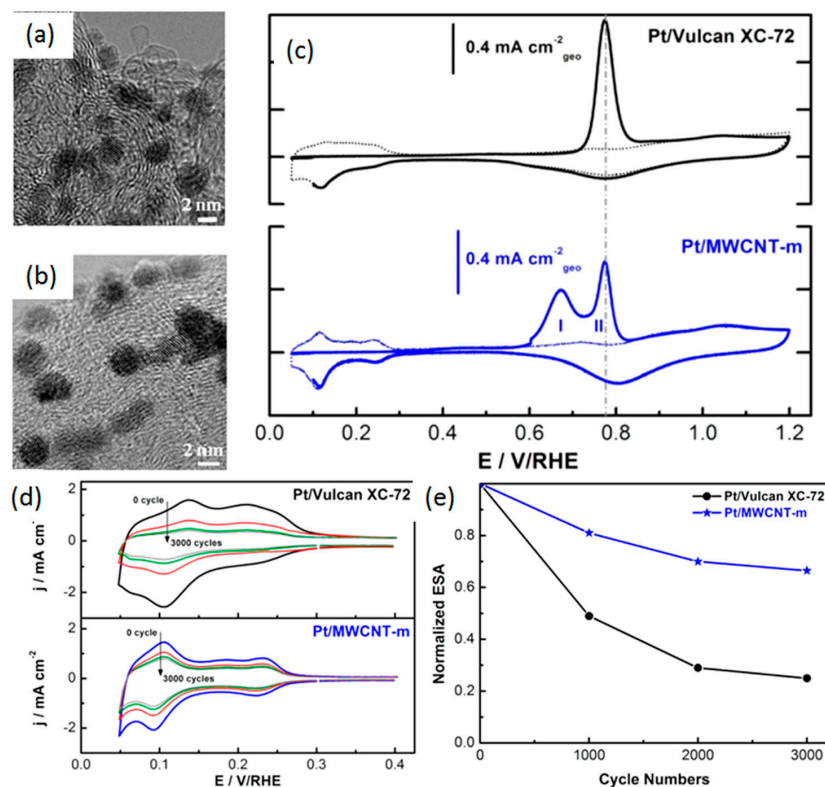 (a)
2 nm
(b)
2 nm
(c)
0.4 mA cm-2geo
Pt/Vulcan XC-72
0.4 mA cm-2geo
Pt/MWCNT-m
I
II
0.0 0.2 0.4 0.6 0.8 1.0 1.2
E / V/RHE
(d)
Pt/Vulcan XC-72
0 cycle
3000 cycles
2
0
-2
j / mA cm-
Pt/MWCNT-m
0 cycle
3000 cycles
2
0
-2
j / mA cm-2
0.0 0.1 0.2 0.3 0.4
E / V/RHE
(e)
Pt/Vulcan XC-72
Pt/MWCNT-m
0.8
0.6
0.4
0.2
0.0
Normalized ESA
0 1000 2000 3000
Cycle Numbers